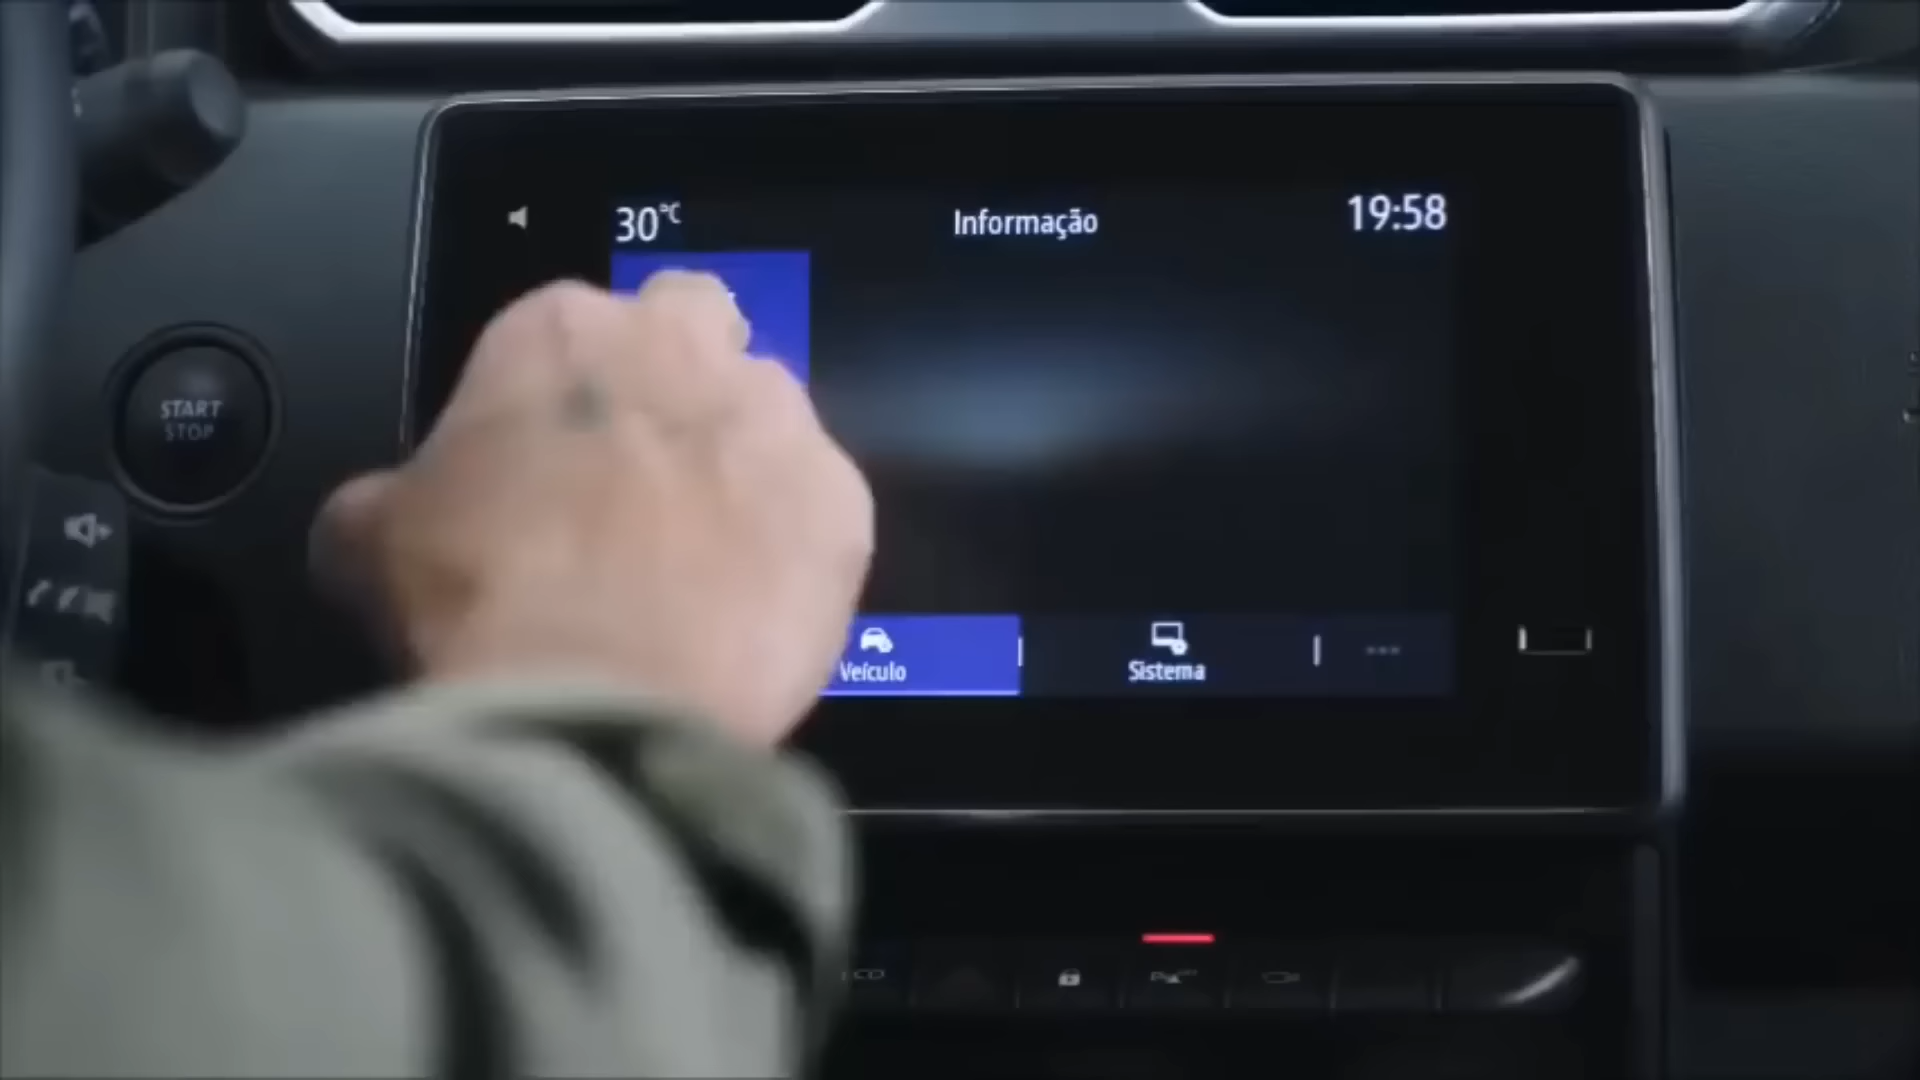 30°C
Informação
19:58
START
STOP
Veículo
Sistema